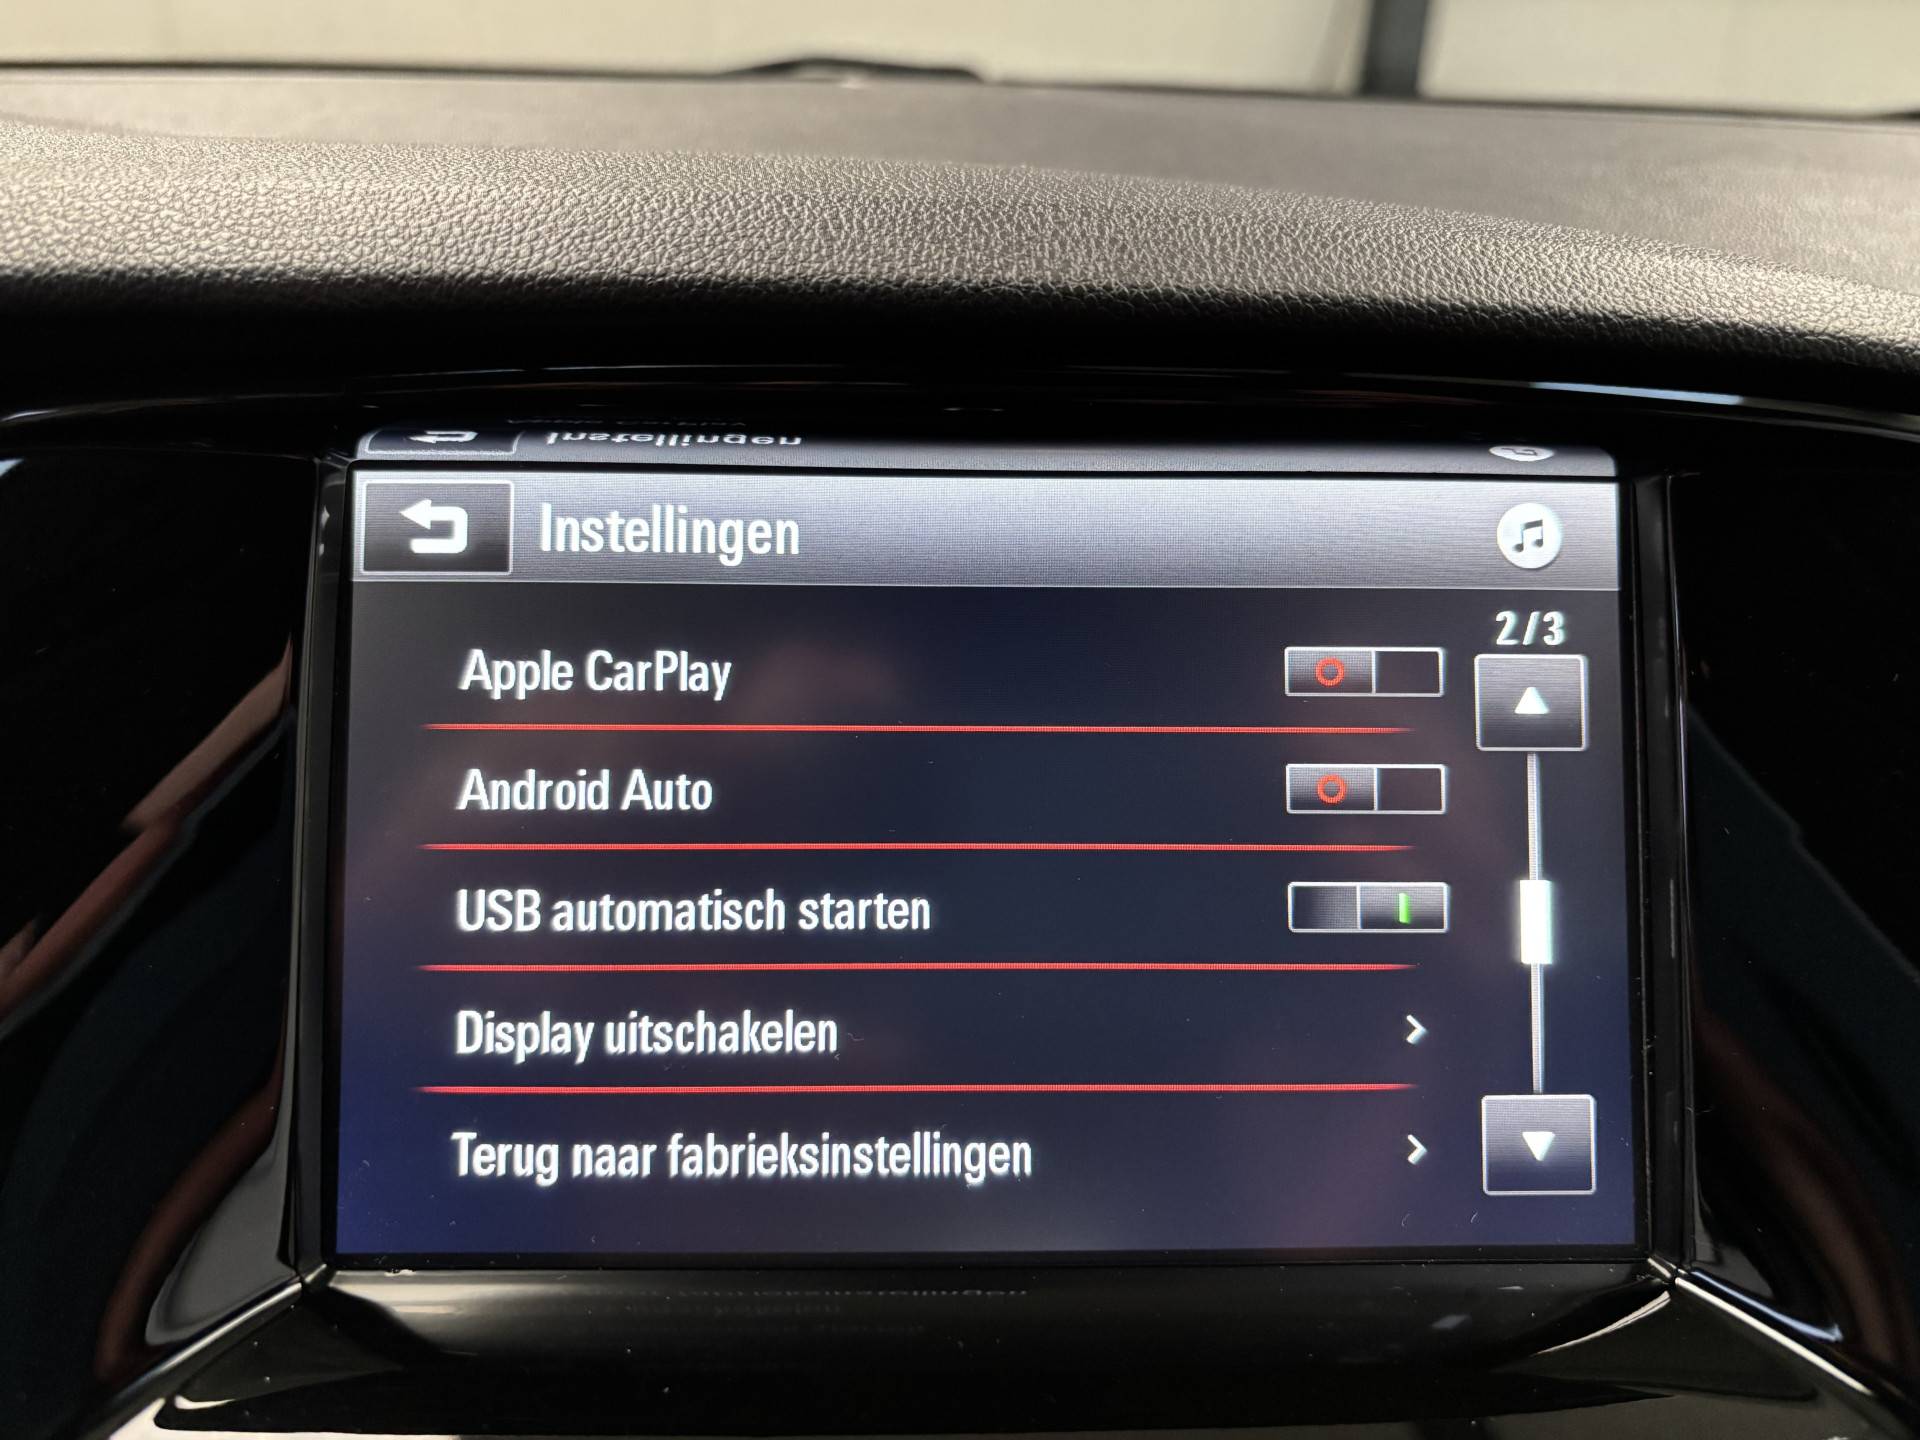 Instellingen
2/3
Apple CarPlay
Android Auto
USB automatisch starten
Display uitschakelen
Terug naar fabrieksinstellingen